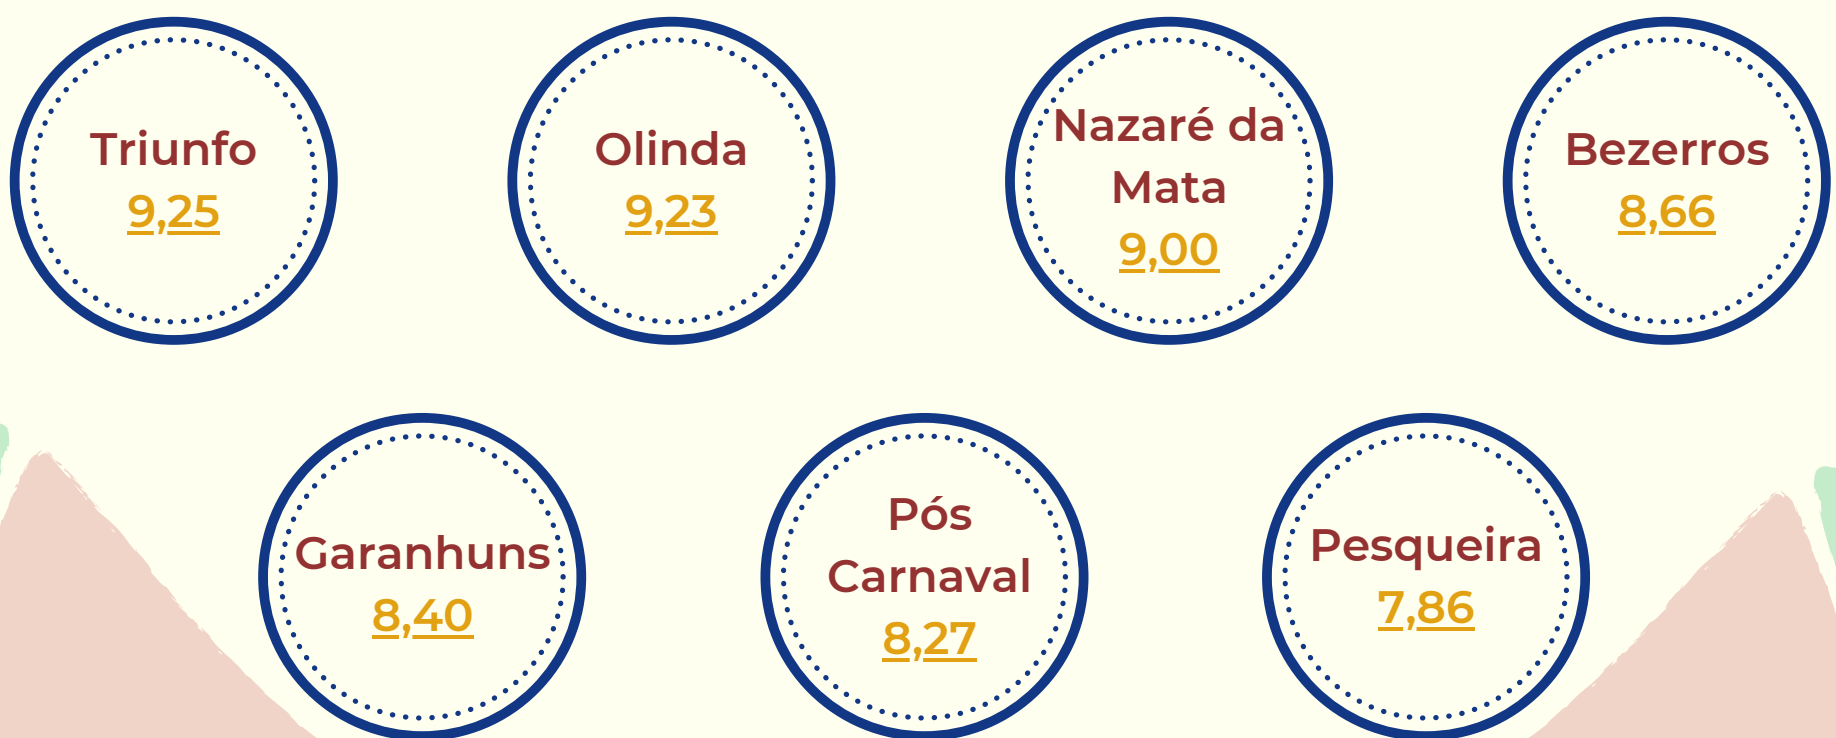 Triunfo
9,25
Olinda
9,23
Nazaré da
Mata
9,00
Bezerros
8,66
Garanhuns
8,40
Pós
Carnaval
8,27
Pesqueira
7,86